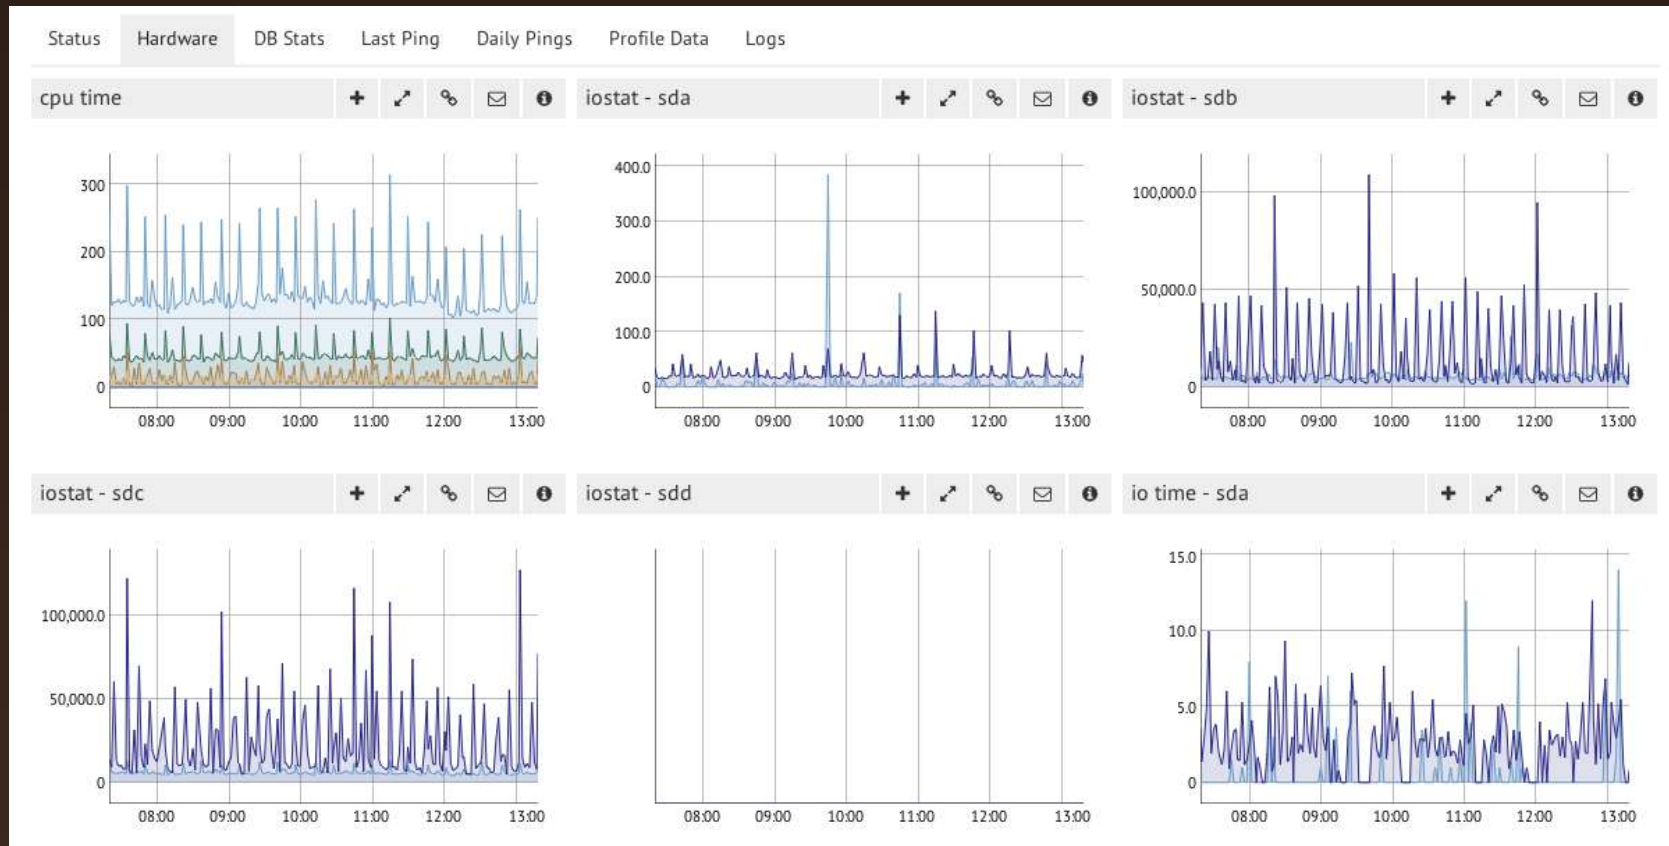 Status Hardware DB Stats Last Ping Daily Pings Profile Data Logs
cpu time
300
200
100
0
08:00 09:00 10:00 11:00 12:00 13:00
iostat - sda
400.0
300.0
200.0
100.0
0
08:00 09:00 10:00 11:00 12:00 13:00
iostat - sdb
100,000.0
50,000.0
0
08:00 09:00 10:00 11:00 12:00 13:00
iostat - sdc
100,000.0
50,000.0
0
08:00 09:00 10:00 11:00 12:00 13:00
iostat - sdd
08:00 09:00 10:00 11:00 12:00 13:00
io time - sda
15.0
10.0
5.0
0
08:00 09:00 10:00 11:00 12:00 13:00